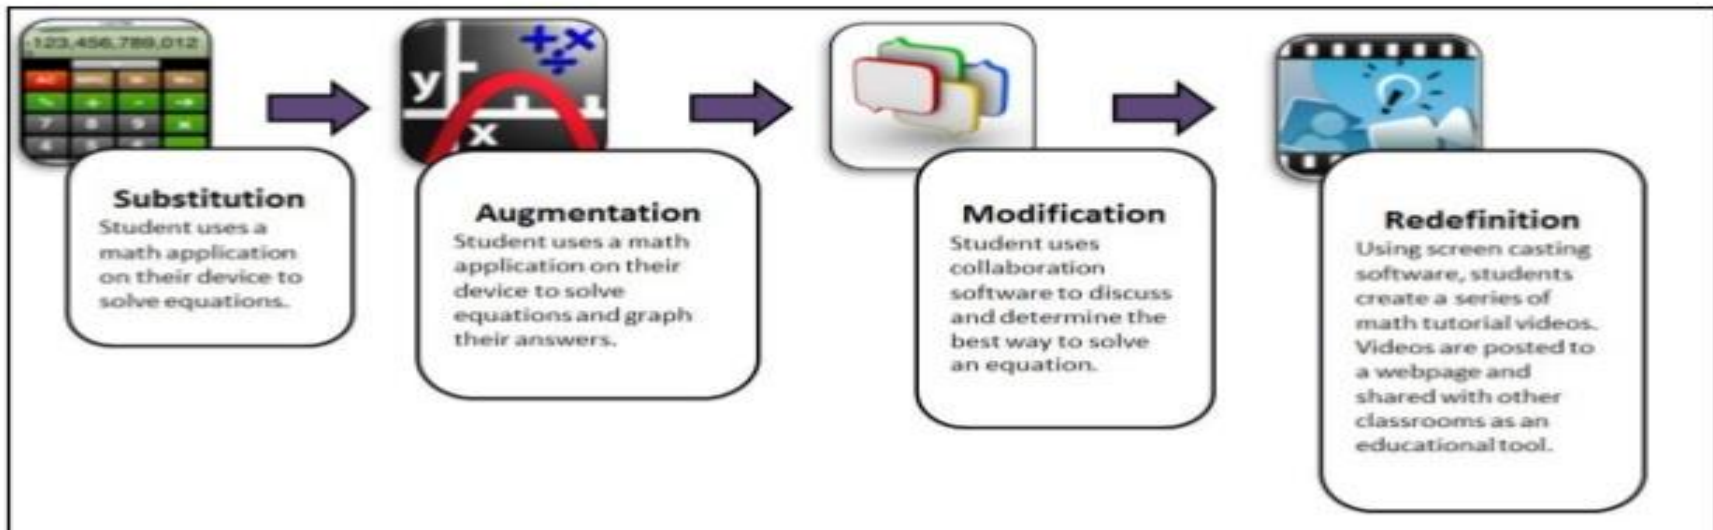 123,456,789,012
7 8 9
y
x
Substitution
Student uses a
math application
on their device to
solve equations.
Augmentation
Student uses a math
application on their
device to solve
equations and graph
their answers.
Modification
Student uses
collaboration
software to discuss
and determine the
best way to solve
an equation.
Redefinition
Using screen casting
software, students
create a series of
math tutorial videos.
Videos are posted to
a webpage and
shared with other
classrooms as an
educational tool.